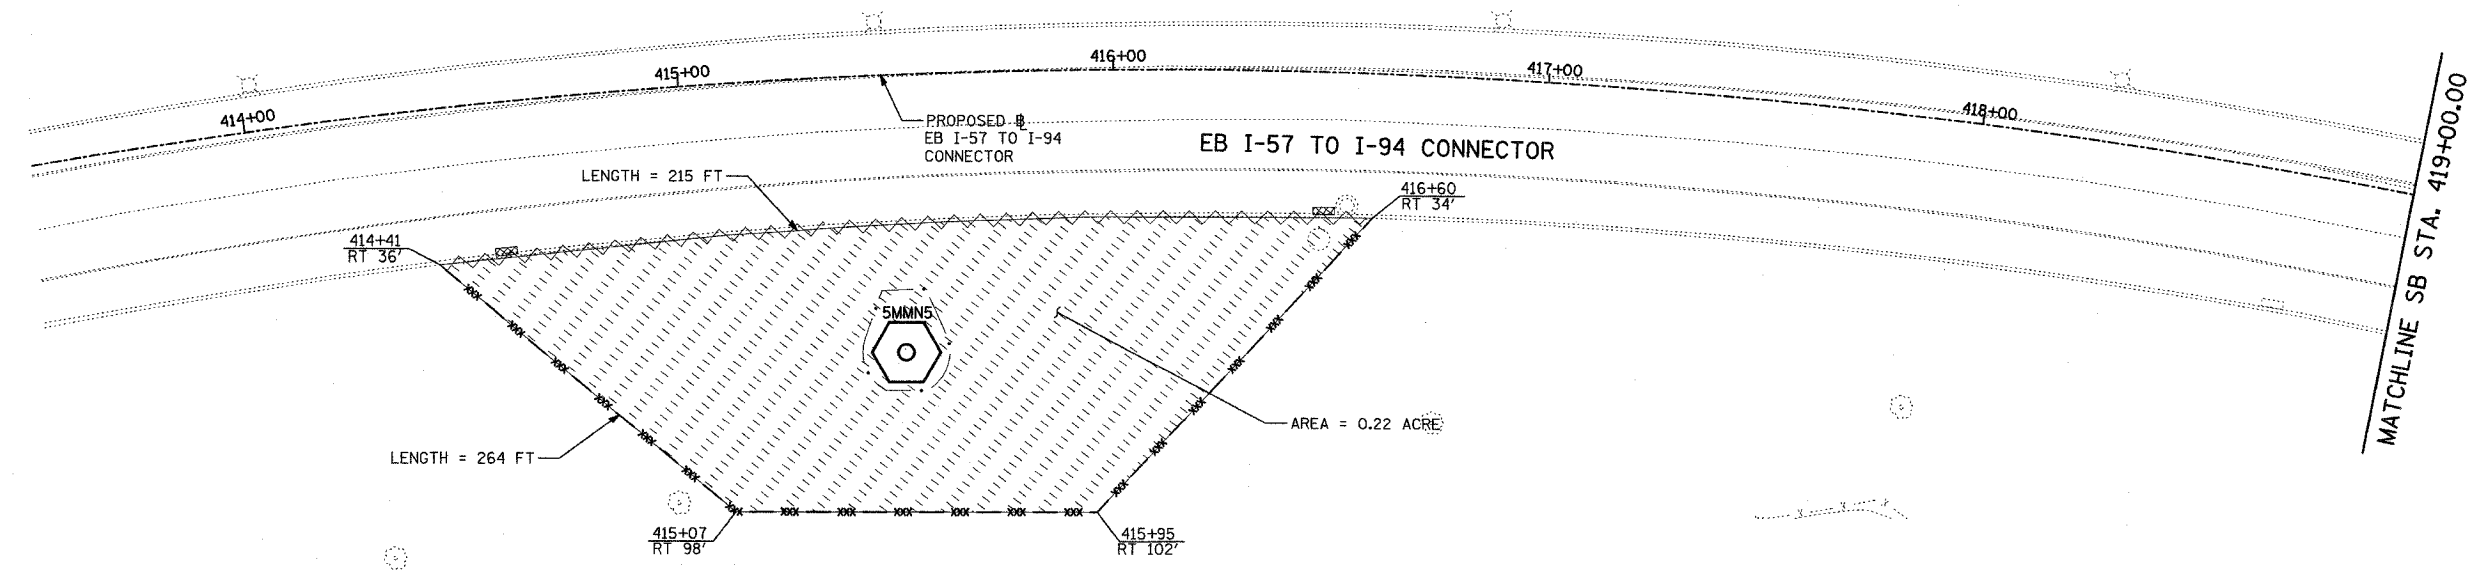 414+00
415+00
416+00
417+00
418+00
PROPOSED ⅊
EB I-57 TO I-94
CONNECTOR
EB I-57 TO I-94 CONNECTOR
LENGTH = 215 FT
416+60
RT 34'
414+41
RT 36'
5MMN5
AREA = 0.22 ACRE
LENGTH = 264 FT
415+07
RT 98'
415+95
RT 102'
MATCHLINE SB STA. 419+00.00